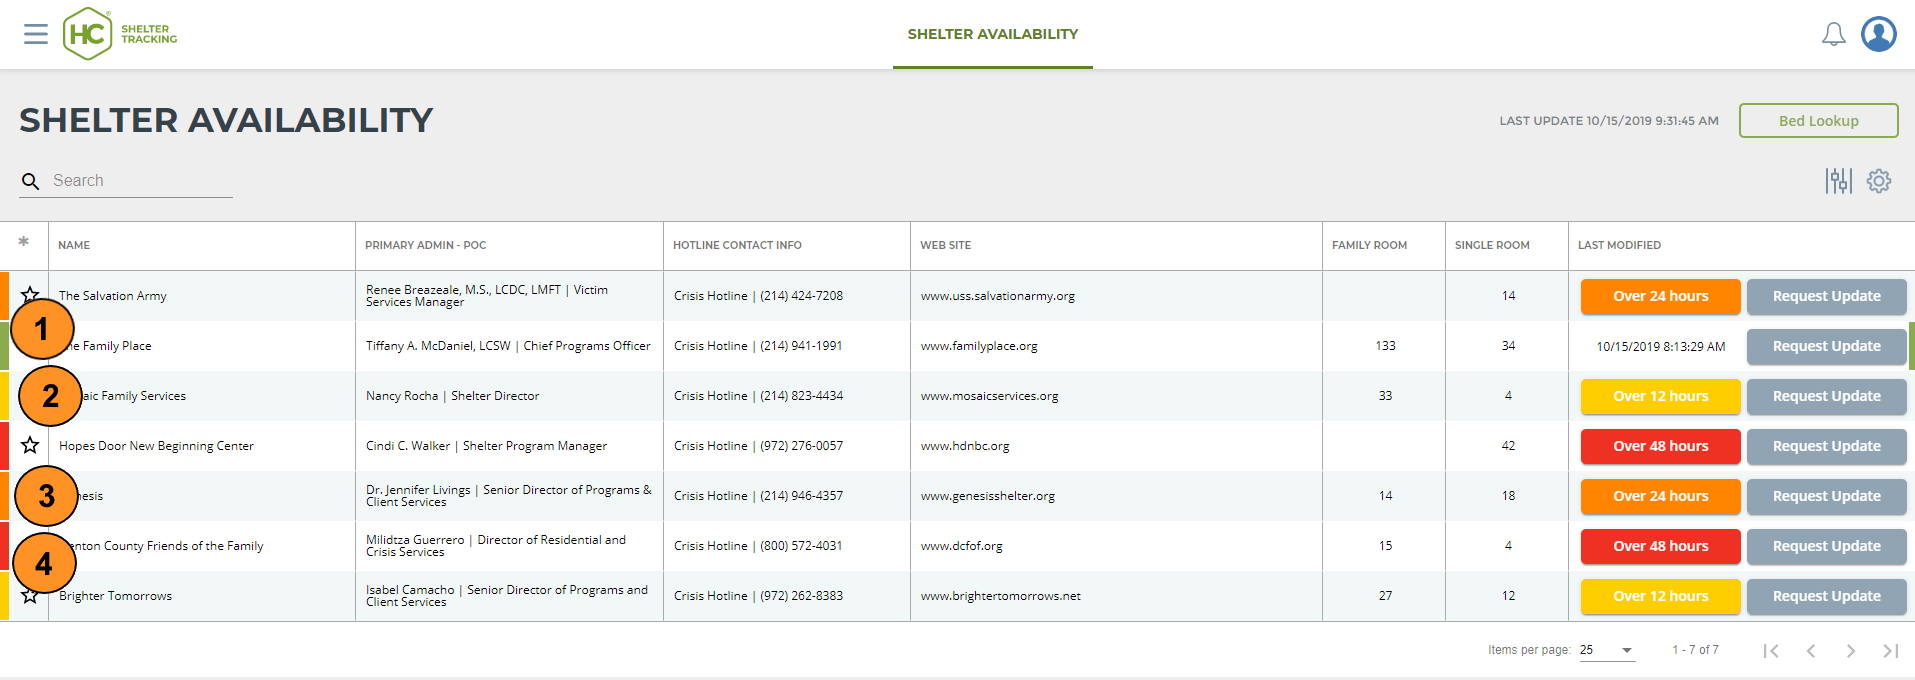 HC
®
SHELTER
TRACKING
SHELTER AVAILABILITY
SHELTER AVAILABILITY
LAST UPDATE 10/15/2019 9:31:45 AM
Bed Lookup
Search
* NAME PRIMARY ADMIN - POC HOTLINE CONTACT INFO WEB SITE FAMILY ROOM SINGLE ROOM LAST MODIFIED
The Salvation Army
Renee Breazeale, M.S., LCDC, LMFT | Victim
Services Manager
Crisis Hotline | (214) 424-7208 www.uss.salvationarmy.org 14 Over 24 hours Request Update
1
Family Place Tiffany A. McDaniel, LCSW | Chief Programs Officer Crisis Hotline | (214) 941-1991 www.familyplace.org 133 34 10/15/2019 8:13:29 AM Request Update
2
Family Services Nancy Rocha | Shelter Director Crisis Hotline | (214) 823-4434 www.mosaicservices.org 33 4 Over 12 hours Request Update
Hopes Door New Beginning Center Cindi C. Walker | Shelter Program Manager Crisis Hotline | (972) 276-0057 www.hdnbc.org 42 Over 48 hours Request Update
3
Dr. Jennifer Livings | Senior Director of Programs &
Client Services
Crisis Hotline | (214) 946-4357 www.genesisshelter.org 14 18 Over 24 hours Request Update
4
County Friends of the Family
Milidtza Guerrero | Director of Residential and
Crisis Services
Crisis Hotline | (800) 572-4031 www.dcfof.org 15 4 Over 48 hours Request Update
Brighter Tomorrows
Isabel Camacho | Senior Director of Programs and
Client Services
Crisis Hotline | (972) 262-8383 www.brightertomorrows.net 27 12 Over 12 hours Request Update
Items per page: 25 1 - 7 of 7